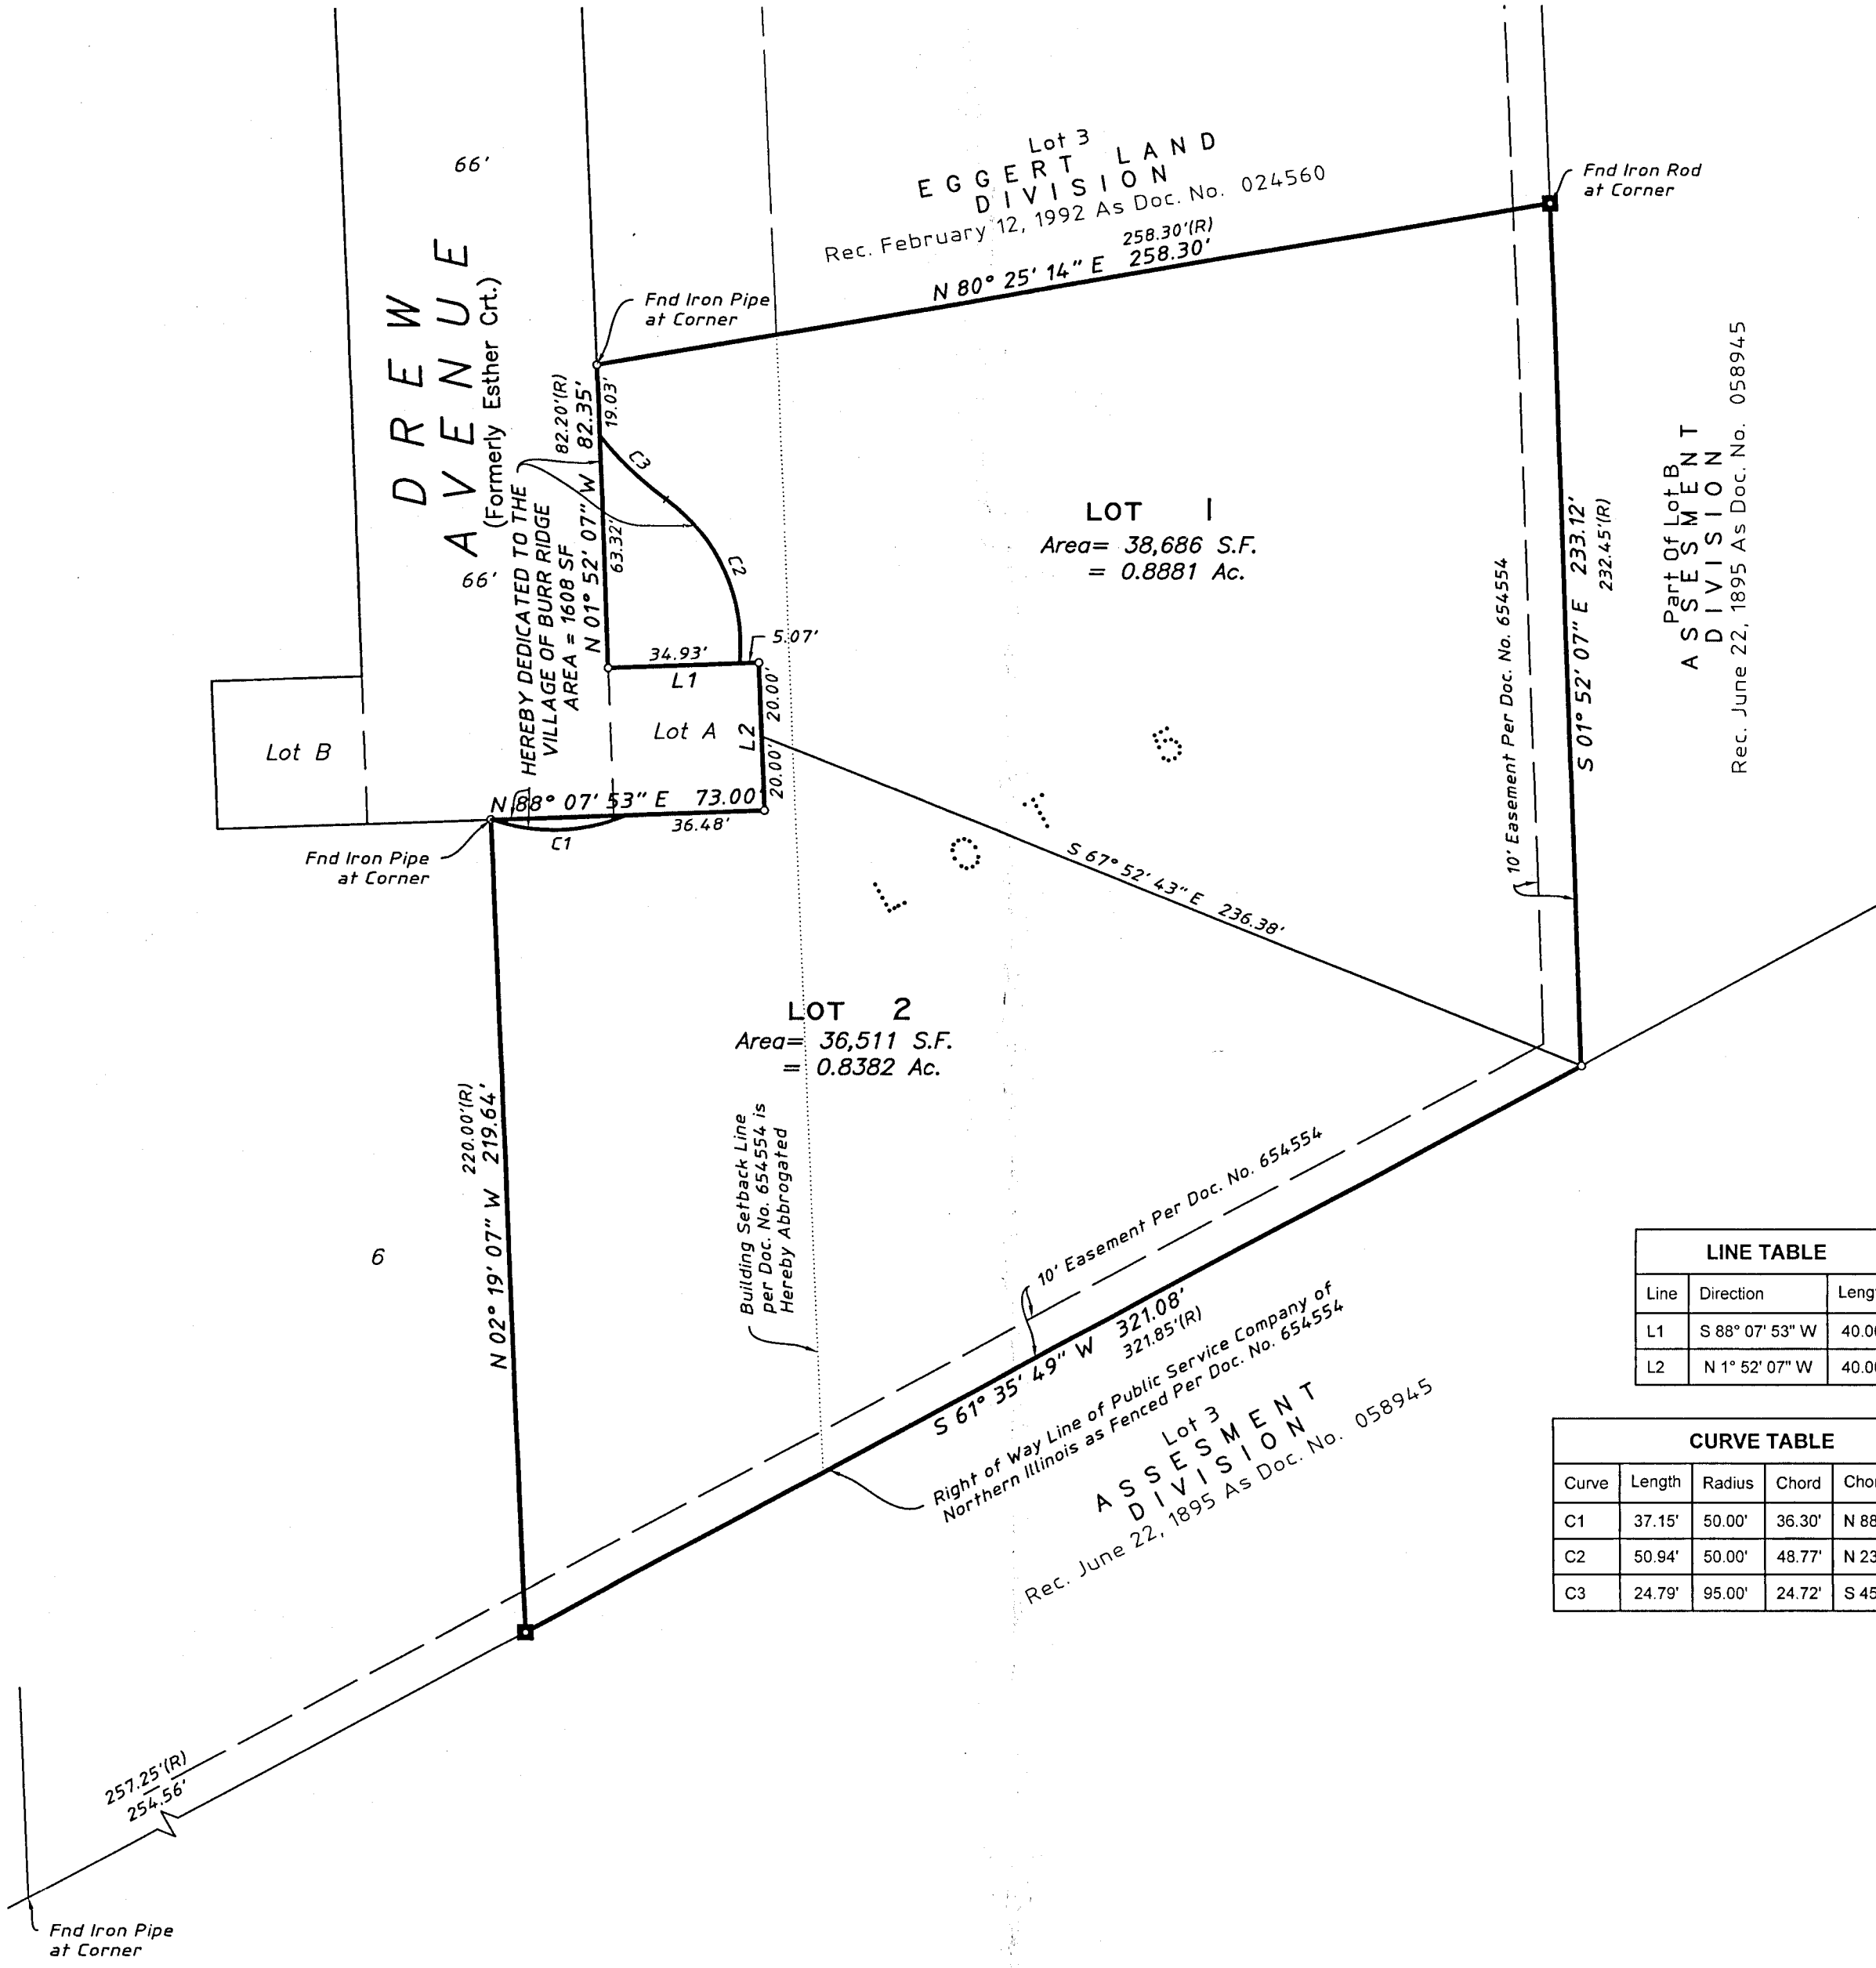 66'
DREW
AVENUE
(Formerly Esther Crt.)
66'
Lot 3
EGGERT LAND
DIVISION
Rec. February 12, 1992 As Doc. No. 024560
258.30'(R)
N 80° 25' 14" E 258.30'
Fnd Iron Rod
at Corner
Fnd Iron Pipe
at Corner
82.20'(R)
N 01° 52' 07" W 82.35'
19.03'
63.32'
C3
C2
HEREBY DEDICATED TO THE
VILLAGE OF BURR RIDGE
AREA = 1608 SF
LOT 1
Area= 38,686 S.F.
= 0.8881 Ac.
S 01° 52' 07" E 233.12'
232.45'(R)
10' Easement Per Doc. No. 654554
Part Of Lot B
ASSESMENT
DIVISION
Rec. June 22, 1895 As Doc. No. 058945
34.93'
5.07'
L1
Lot A
L2
20.00'
20.00'
Lot B
N 88° 07' 53" E 73.00'
36.48'
C1
Fnd Iron Pipe
at Corner
LOT 5
S 67° 52' 43" E 236.38'
LOT 2
Area= 36,511 S.F.
= 0.8382 Ac.
220.00'(R)
N 02° 19' 07" W 219.64'
6
Building Setback Line
per Doc. No. 654554 is
Hereby Abbrogated
10' Easement Per Doc. No. 654554
S 61° 35' 49" W 321.08'
321.85'(R)
Right of Way Line of Public Service Company of
Northern Illinois as Fenced Per Doc. No. 654554
Lot 3
ASSESMENT
DIVISION
Rec. June 22, 1895 As Doc. No. 058945
257.25'(R)
254.56'
Fnd Iron Pipe
at Corner
LINE TABLE
Line Direction Leng
L1 S 88° 07' 53" W 40.0
L2 N 1° 52' 07" W 40.0
CURVE TABLE
Curve Length Radius Chord Cho
C1 37.15' 50.00' 36.30' N 88
C2 50.94' 50.00' 48.77' N 23
C3 24.79' 95.00' 24.72' S 45